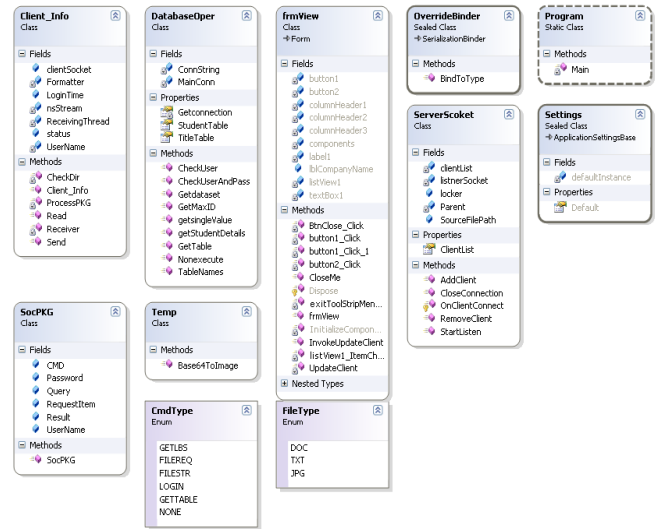 Client_Info
Class
Fields
clientSocket
Formatter
LoginTime
nsStream
ReceivingThread
status
UserName
Methods
CheckDir
Client_Info
ProcessPKG
Read
Receiver
Send
DatabaseOper
Class
Fields
ConnString
MainConn
Properties
Getconnection
StudentTable
TitleTable
Methods
CheckUser
CheckUserAndPass
Getdataset
GetMaxID
getsingleValue
getStudentDetails
GetTable
Nonexecute
TableNames
frmView
Class
Form
Fields
button1
button2
columnHeader1
columnHeader2
columnHeader3
components
label1
lblCompanyName
listView1
textBox1
Methods
BtnClose_Click
button1_Click
button1_Click_1
button2_Click
CloseMe
Dispose
exitToolStripMen...
frmView
InitializeCompon...
InvokeUpdateClient
listView1_ItemCh...
UpdateClient
Nested Types
OverrideBinder
Sealed Class
SerializationBinder
Methods
BindToType
Program
Static Class
Methods
Main
ServerScoket
Class
Fields
clientList
listnerSocket
locker
Parent
SourceFilePath
Properties
ClientList
Methods
AddClient
CloseConnection
OnClientConnect
RemoveClient
StartListen
Settings
Sealed Class
ApplicationSettingsBase
Fields
defaultInstance
Properties
Default
SocPKG
Class
Fields
CMD
Password
Query
RequestItem
Result
UserName
Methods
SocPKG
Temp
Class
Methods
Base64ToImage
CmdType
Enum
GETLBS
FILEREQ
FILESTR
LOGIN
GETTABLE
NONE
FileType
Enum
DOC
TXT
JPG